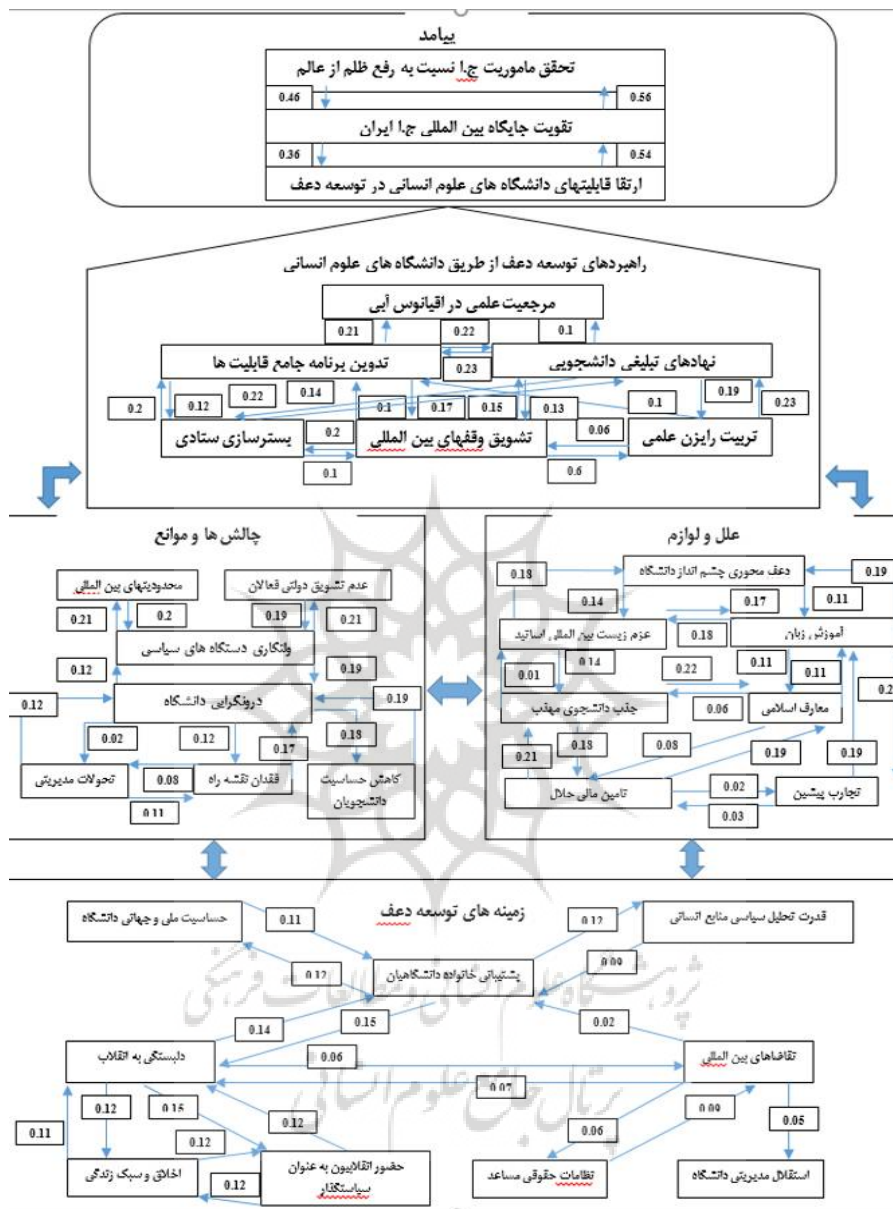 پیامد
تحقق ماموریت ج.ا نسبت به رفع ظلم از عالم
0.46
0.56
تقویت جایگاه بین المللی ج.ا ایران
0.36
0.54
ارتقا قابلیتهای دانشگاه های علوم انسانی در توسعه دعف
راهبردهای توسعه دعف از طریق دانشگاه های علوم انسانی
مرجعیت علمی در اقیانوس آبی
0.21
0.22
0.1
تدوین برنامه جامع قابلیت ها
نهادهای تبلیغی دانشجویی
0.23
0.2
0.12
0.22
0.14
0.1
0.17
0.15
0.13
0.1
0.19
0.23
بسترسازی ستادی
0.2
تشویق وقفهای بین المللی
0.06
تربیت رایزن علمی
0.1
0.6
علل و لوازم
دعف محوری چشم انداز دانشگاه
0.18
0.19
0.14
0.17
0.11
عزم زیست بین المللی اساتید
0.18
آموزش زبان
0.01
0.14
0.22
0.11
0.11
جذب دانشجوی مهذب
0.06
معارف اسلامی
0.21
0.18
0.08
0.19
0.19
تامین مالی حلال
0.02
تجارب پیشین
0.03
چالش ها و موانع
محدودیتهای بین المللی
عدم تشویق دولتی فعالان
0.21
0.2
0.19
0.21
ولنگاری دستگاه های سیاسی
0.12
0.19
0.12
درونگرایی دانشگاه
0.19
0.02
0.12
0.17
0.18
تحولات مدیریتی
0.08
فقدان نقشه راه
کاهش حساسیت
دانشجویان
0.11
زمینه های توسعه دعف
حساسیت ملی و جهانی دانشگاه
0.11
0.12
قدرت تحلیل سیاسی منابع انسانی
پشتیبانی خانواده دانشگاهیان
0.12
0.09
پژوهشگاه علوم انسانی و مطالعات فرهنگی
0.14
0.15
0.02
دلبستگی به انقلاب
0.06
تقاضاهای بین المللی
0.07
پرتال جامع علوم انسانی
0.11
0.12
0.15
0.12
0.06
0.09
0.05
اخلاق و سبک زندگی
0.12
حضور انقلابیون به عنوان
سیاستگذار
0.12
نظامات حقوقی مساعد
استقلال مدیریتی دانشگاه